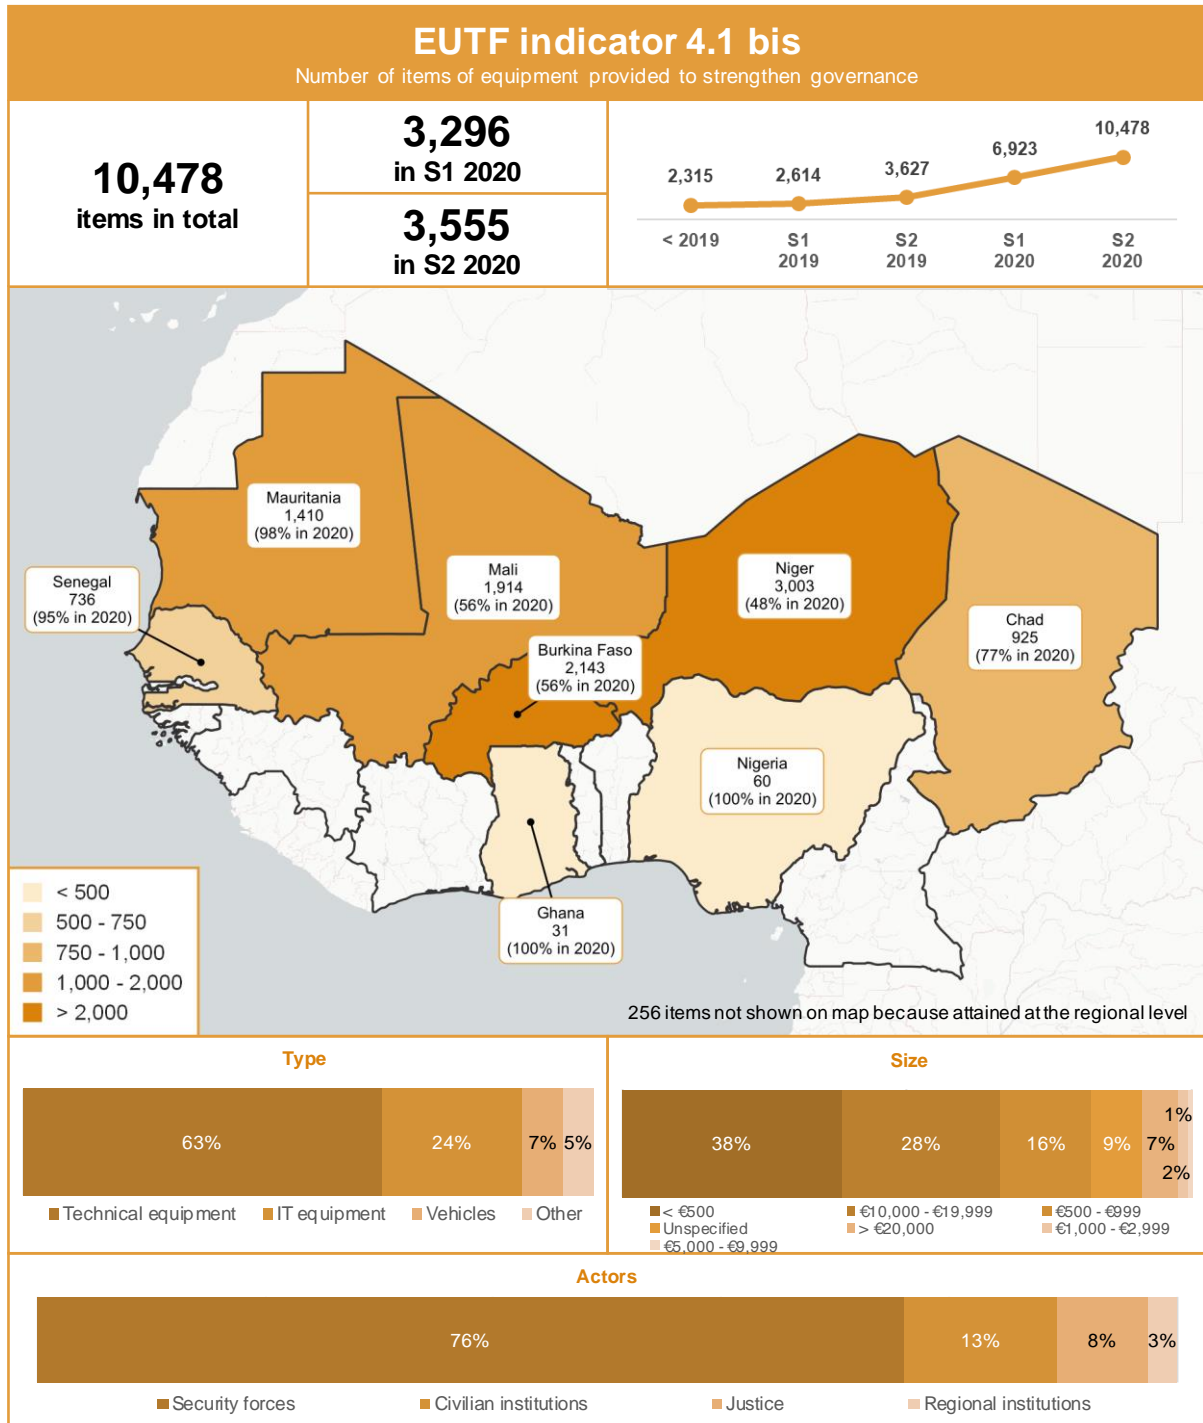 EUTF indicator 4.1 bis
Number of items of equipment provided to strengthen governance
10,478
items in total
3,296
in S1 2020
3,555
in S2 2020
2,315
2,614
3,627
6,923
10,478
< 2019
S1
2019
S2
2019
S1
2020
S2
2020
Mauritania
1,410
(98% in 2020)
Mali
1,914
(56% in 2020)
Niger
3,003
(48% in 2020)
Senegal
736
(95% in 2020)
Chad
925
(77% in 2020)
Burkina Faso
2,143
(56% in 2020)
Nigeria
60
(100% in 2020)
Ghana
31
(100% in 2020)
< 500
500 - 750
750 - 1,000
1,000 - 2,000
> 2,000
256 items not shown on map because attained at the regional level
Type
63%
24%
7%
5%
Technical equipment
IT equipment
Vehicles
Other
Size
38%
28%
16%
9%
7%
1%
2%
< €500
€10,000 - €19,999
€500 - €999
Unspecified
> €20,000
€1,000 - €2,999
€5,000 - €9,999
Actors
76%
13%
8%
3%
Security forces
Civilian institutions
Justice
Regional institutions